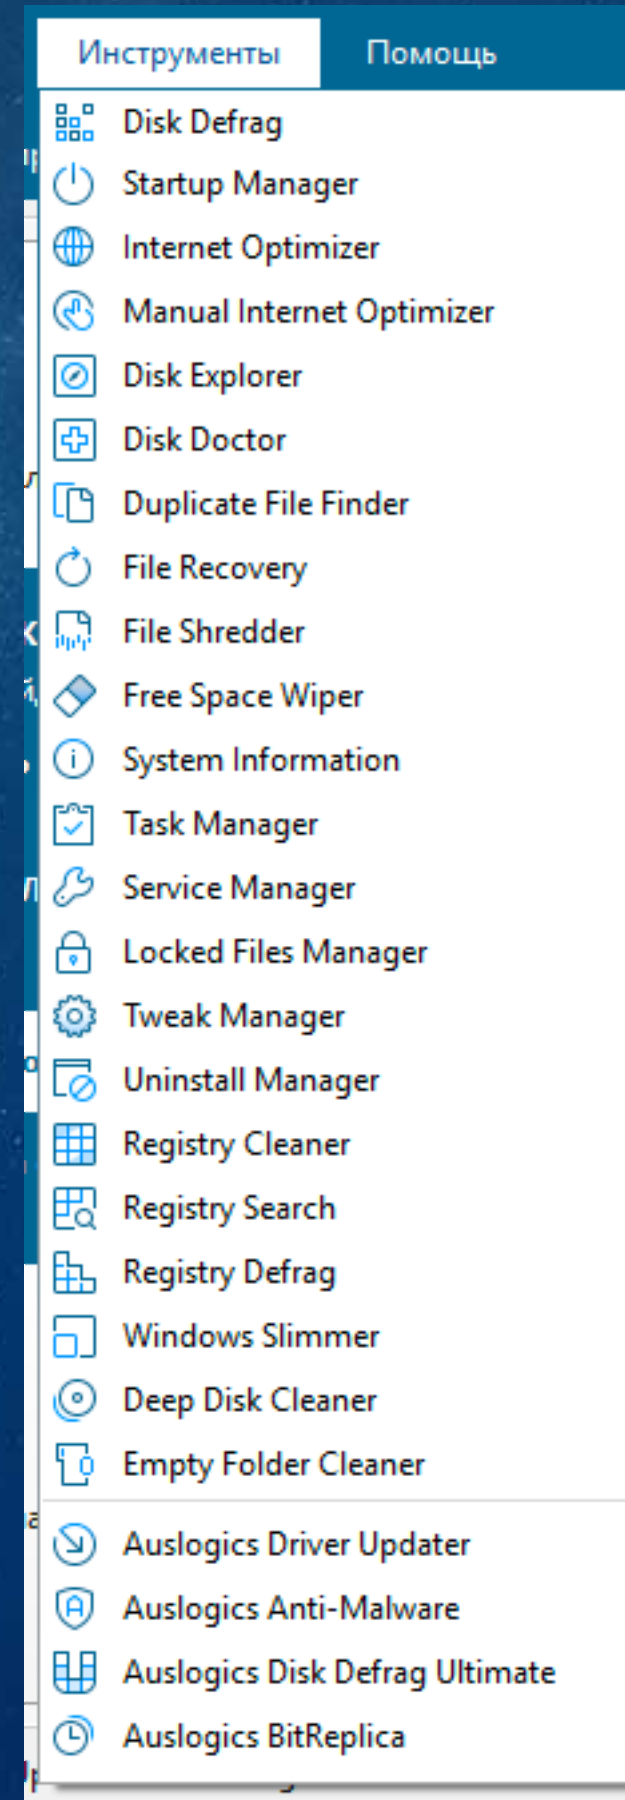 Инструменты Помощь
Disk Defrag
Startup Manager
Internet Optimizer
Manual Internet Optimizer
Disk Explorer
Disk Doctor
Duplicate File Finder
File Recovery
File Shredder
Free Space Wiper
System Information
Task Manager
Service Manager
Locked Files Manager
Tweak Manager
Uninstall Manager
Registry Cleaner
Registry Search
Registry Defrag
Windows Slimmer
Deep Disk Cleaner
Empty Folder Cleaner
Auslogics Driver Updater
Auslogics Anti-Malware
Auslogics Disk Defrag Ultimate
Auslogics BitReplica